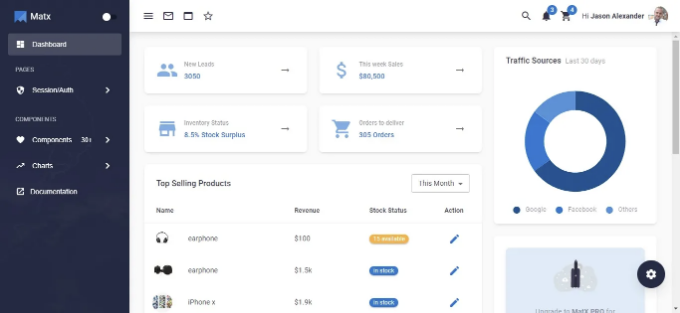 Matx
Hi Jason Alexander
3
4
Dashboard
PAGES
Session/Auth
COMPONENTS
Components 30+
Charts
Documentation
New Leads
3050
This week Sales
$80,500
Inventory Status
8.5% Stock Surplus
Orders to deliver
305 Orders
Traffic Sources Last 30 days
Google Facebook Others
Top Selling Products
This Month
Name Revenue Stock Status Action
earphone $100 15 available
earphone $1.5k in stock
iPhone x $1.9k in stock
Upgrade to MatX PRO for